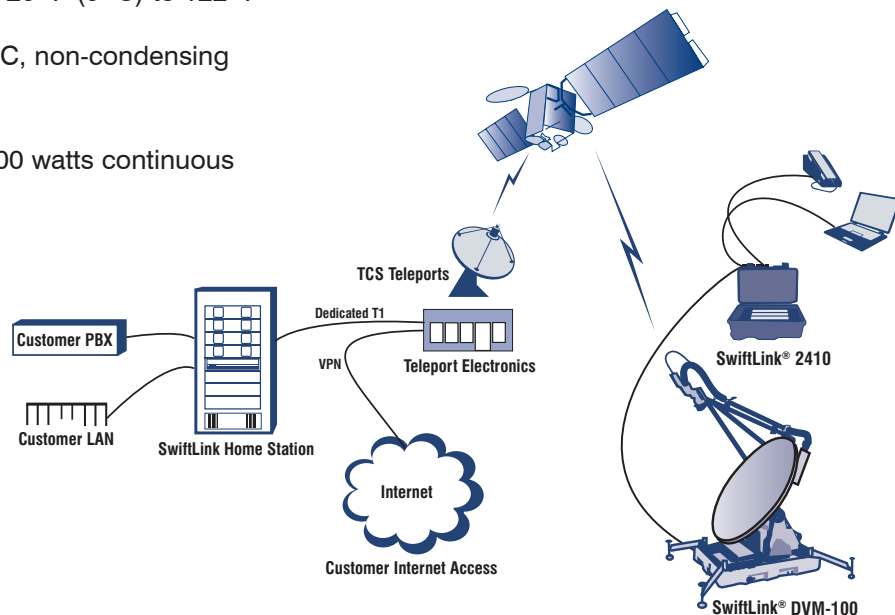 C, non-condensing
00 watts continuous
TCS Teleports
Dedicated T1
Customer PBX
VPN
Teleport Electronics
SwiftLink® 2410
Customer LAN
SwiftLink Home Station
Internet
Customer Internet Access
SwiftLink® DVM-100